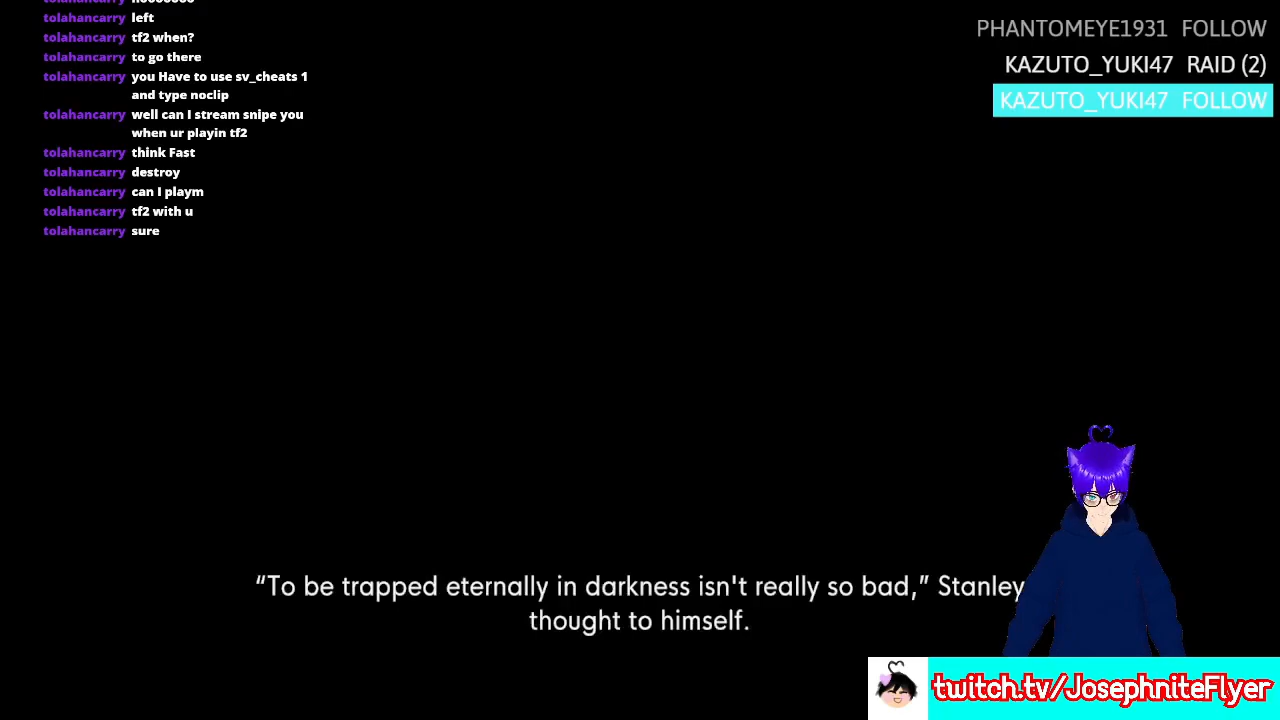 tolahancarry nooooooo
tolahancarry left
tolahancarry tf2 when?
tolahancarry to go there
tolahancarry you Have to use sv_cheats 1
and type noclip
tolahancarry well can I stream snipe you
when ur playin tf2
tolahancarry think Fast
tolahancarry destroy
tolahancarry can I playm
tolahancarry tf2 with u
tolahancarry sure
PHANTOMEYE1931 FOLLOW
KAZUTO_YUKI47 RAID (2)
KAZUTO_YUKI47 FOLLOW
“To be trapped eternally in darkness isn't really so bad,” Stanley
thought to himself.
twitch.tv/JosephniteFlyer